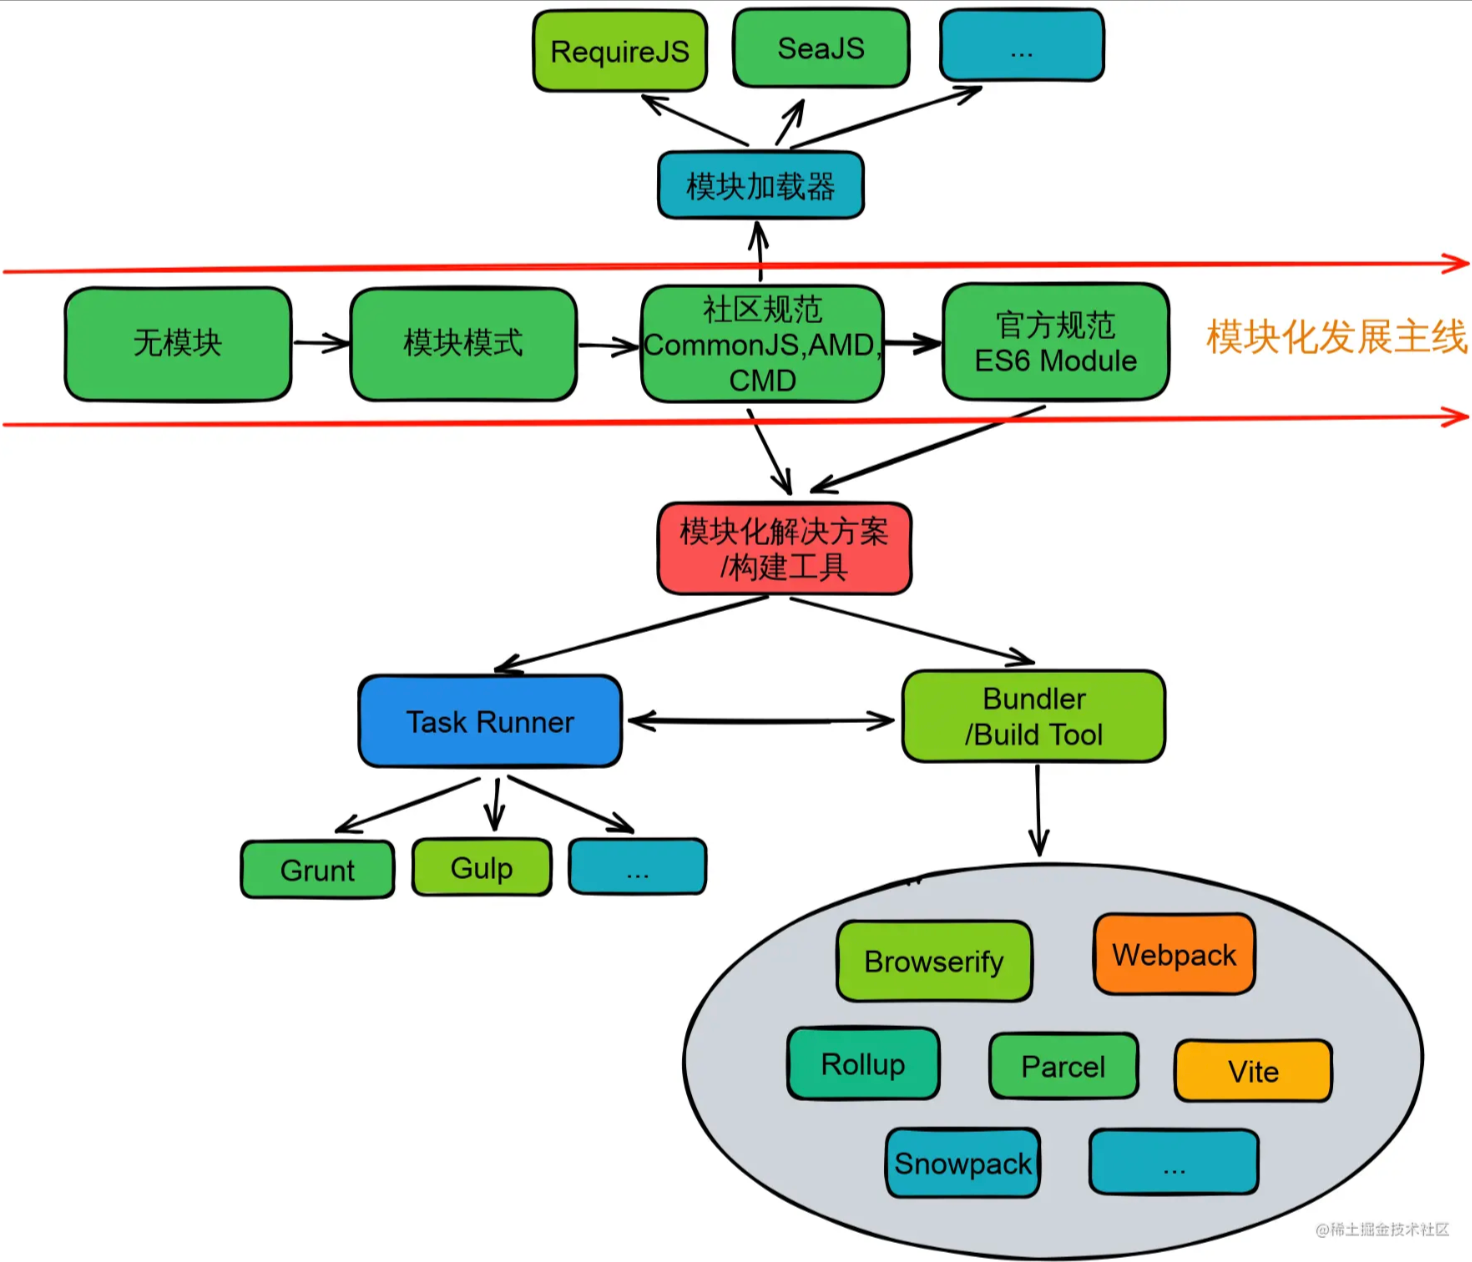 RequireJS
SeaJS
...
模块加载器
无模块
模块模式
社区规范
CommonJS,AMD,
CMD
官方规范
ES6 Module
模块化发展主线
模块化解决方案
/构建工具
Task Runner
Bundler
/Build Tool
Grunt
Gulp
...
Browserify
Webpack
Rollup
Parcel
Vite
Snowpack
...
@稀土掘金技术社区